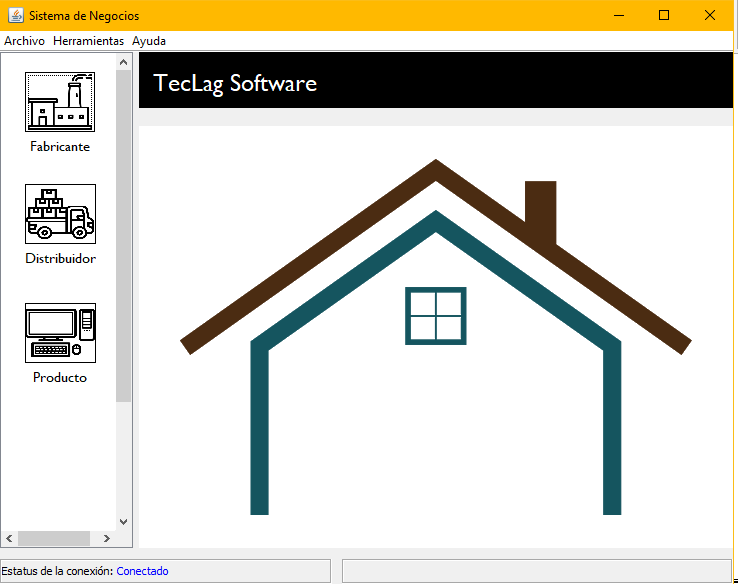 Sistema de Negocios
Archivo Herramientas Ayuda
TecLag Software
Fabricante
Distribuidor
Producto
Estatus de la conexión: Conectado